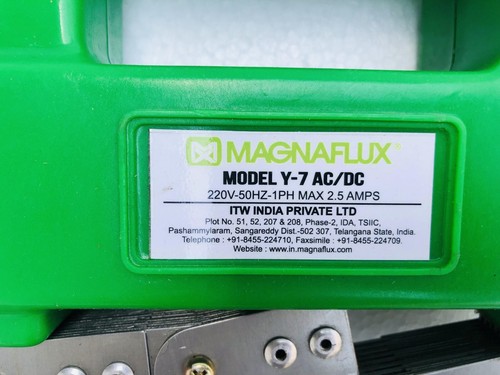 MAGNAFLUX®
MODEL Y-7 AC/DC
220V-50HZ-1PH MAX 2.5 AMPS
ITW INDIA PRIVATE LTD
Plot No. 51, 52, 207 & 208, Phase-2, IDA, TSIIC,
Pashammylaram, Sangareddy Dist.-502 307, Telangana State, India.
Telephone : +91-8455-224710, Faxsimile : +91-8455-224709.
Website : www.in.magnaflux.com